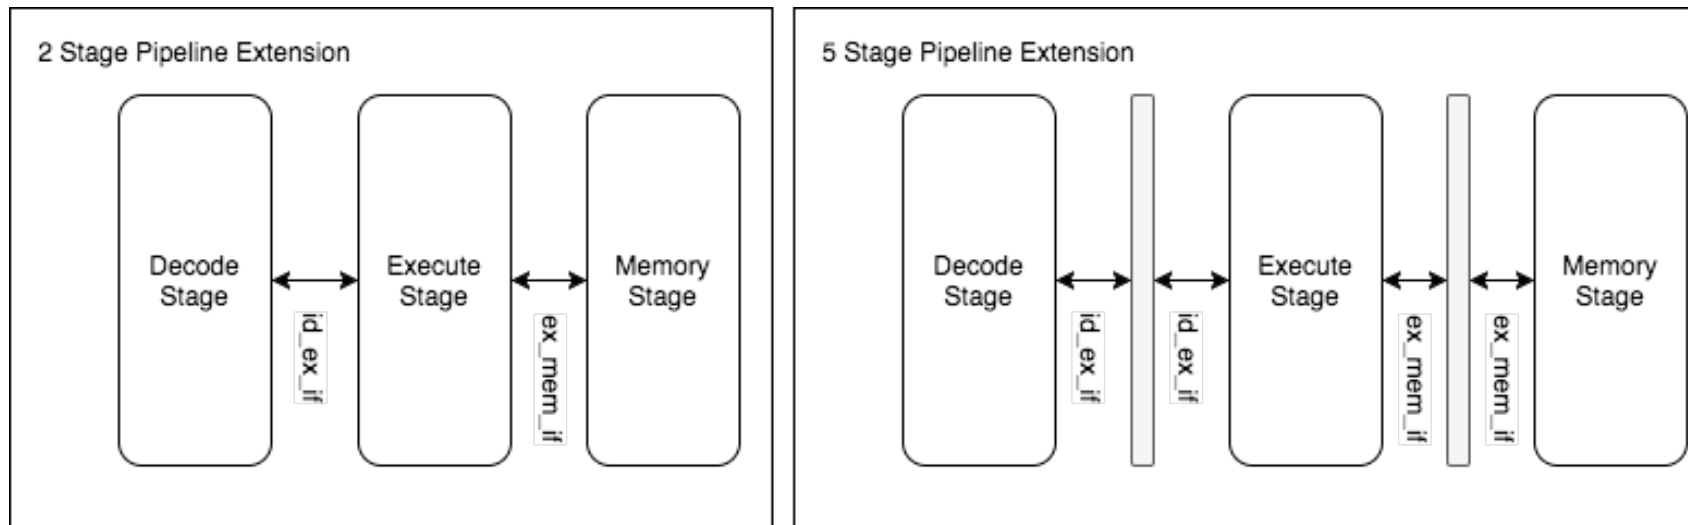 2 Stage Pipeline Extension
Decode
Stage
id_ex_if
Execute
Stage
ex_mem_if
Memory
Stage
5 Stage Pipeline Extension
Decode
Stage
id_ex_if
id_ex_if
Execute
Stage
ex_mem_if
ex_mem_if
Memory
Stage